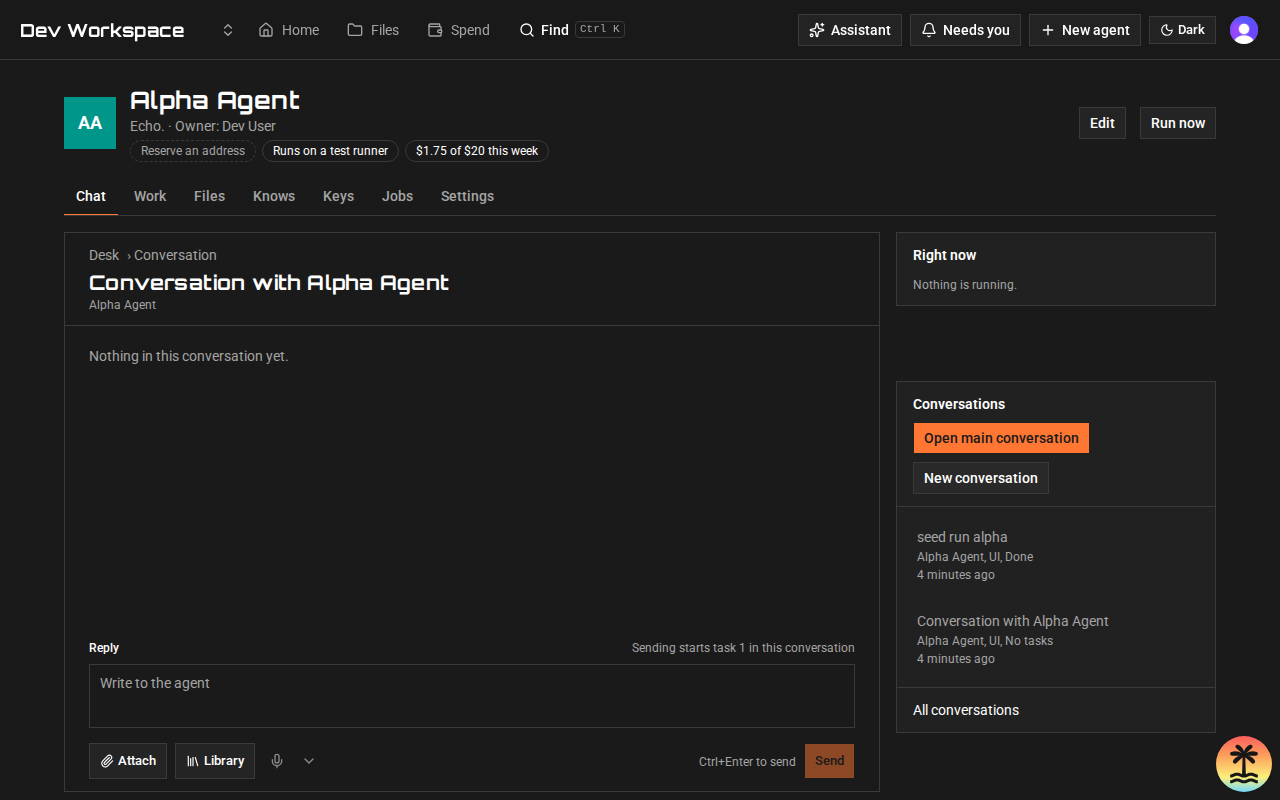 Dev Workspace
Home
Files
Spend
Find Ctrl K
Assistant
Needs you
New agent
Dark
AA
Alpha Agent
Echo. · Owner: Dev User
Reserve an address
Runs on a test runner
$1.75 of $20 this week
Edit
Run now
Chat
Work
Files
Knows
Keys
Jobs
Settings
Desk › Conversation
Conversation with Alpha Agent
Alpha Agent
Nothing in this conversation yet.
Reply
Sending starts task 1 in this conversation
Write to the agent
Attach
Library
Ctrl+Enter to send
Send
Right now
Nothing is running.
Conversations
Open main conversation
New conversation
seed run alpha
Alpha Agent, UI, Done
4 minutes ago
Conversation with Alpha Agent
Alpha Agent, UI, No tasks
4 minutes ago
All conversations